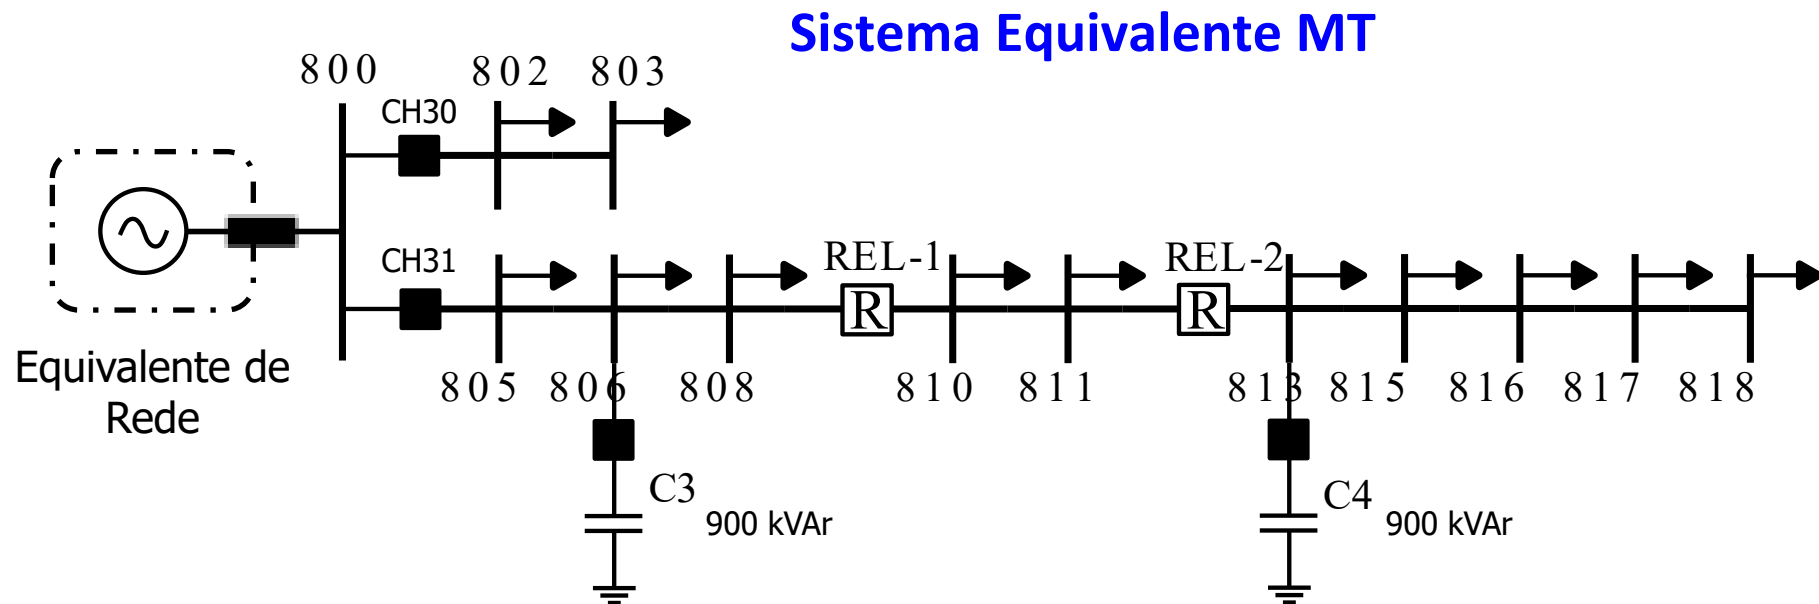 Sistema Equivalente MT
800
802
803
CH30
CH31
REL-1
REL-2
R
R
Equivalente de
Rede
805
806
808
810
811
813
815
816
817
818
C3
900 kVAr
C4
900 kVAr